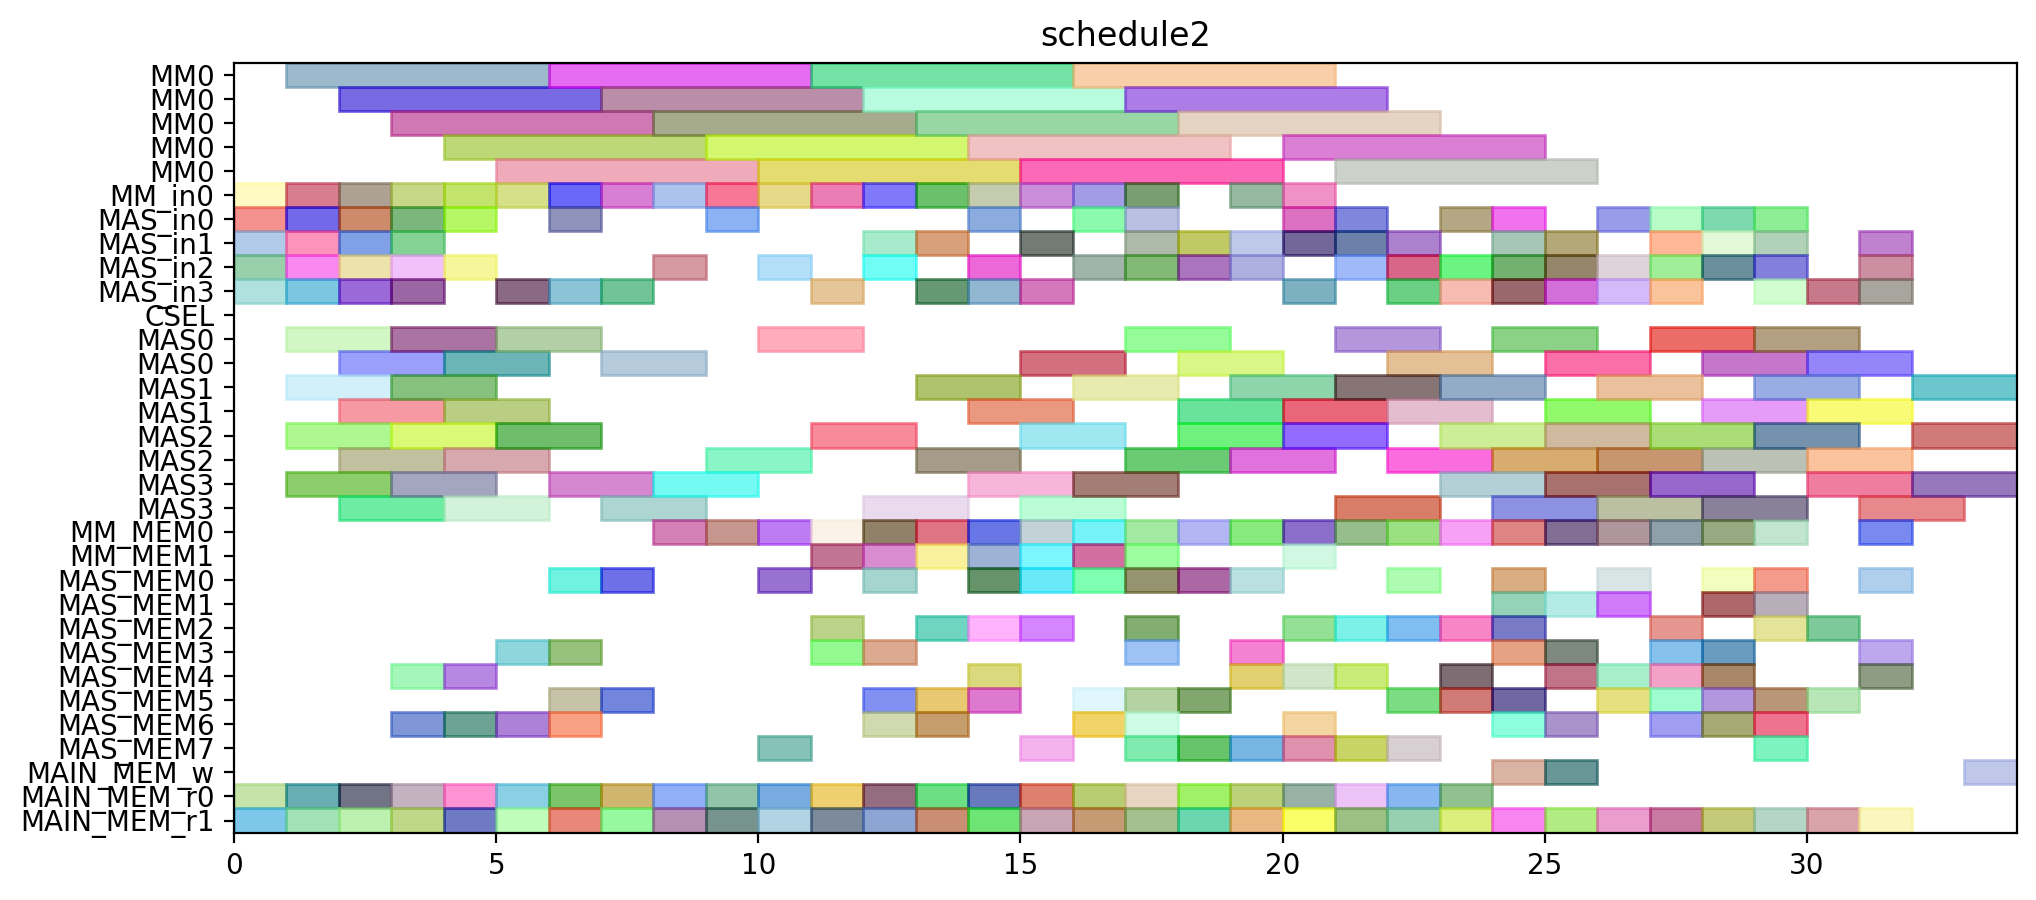 schedule2
MM0
MM0
MM0
MM0
MM0
MM_in0
MAS_in0
MAS_in1
MAS_in2
MAS_in3
CSEL
MAS0
MAS0
MAS1
MAS1
MAS2
MAS2
MAS3
MAS3
MM_MEM0
MM_MEM1
MAS_MEM0
MAS_MEM1
MAS_MEM2
MAS_MEM3
MAS_MEM4
MAS_MEM5
MAS_MEM6
MAS_MEM7
MAIN_MEM_w
MAIN_MEM_r0
MAIN_MEM_r1
0 5 10 15 20 25 30